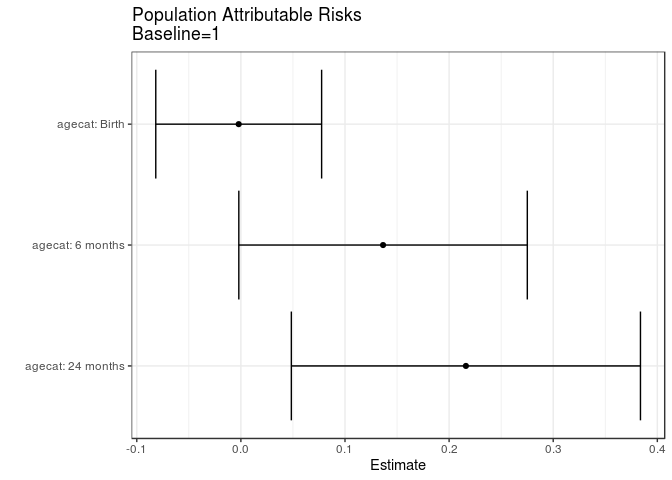 Population Attributable Risks
Baseline=1
agecat: Birth
agecat: 6 months
agecat: 24 months
-0.1 0.0 0.1 0.2 0.3 0.4
Estimate